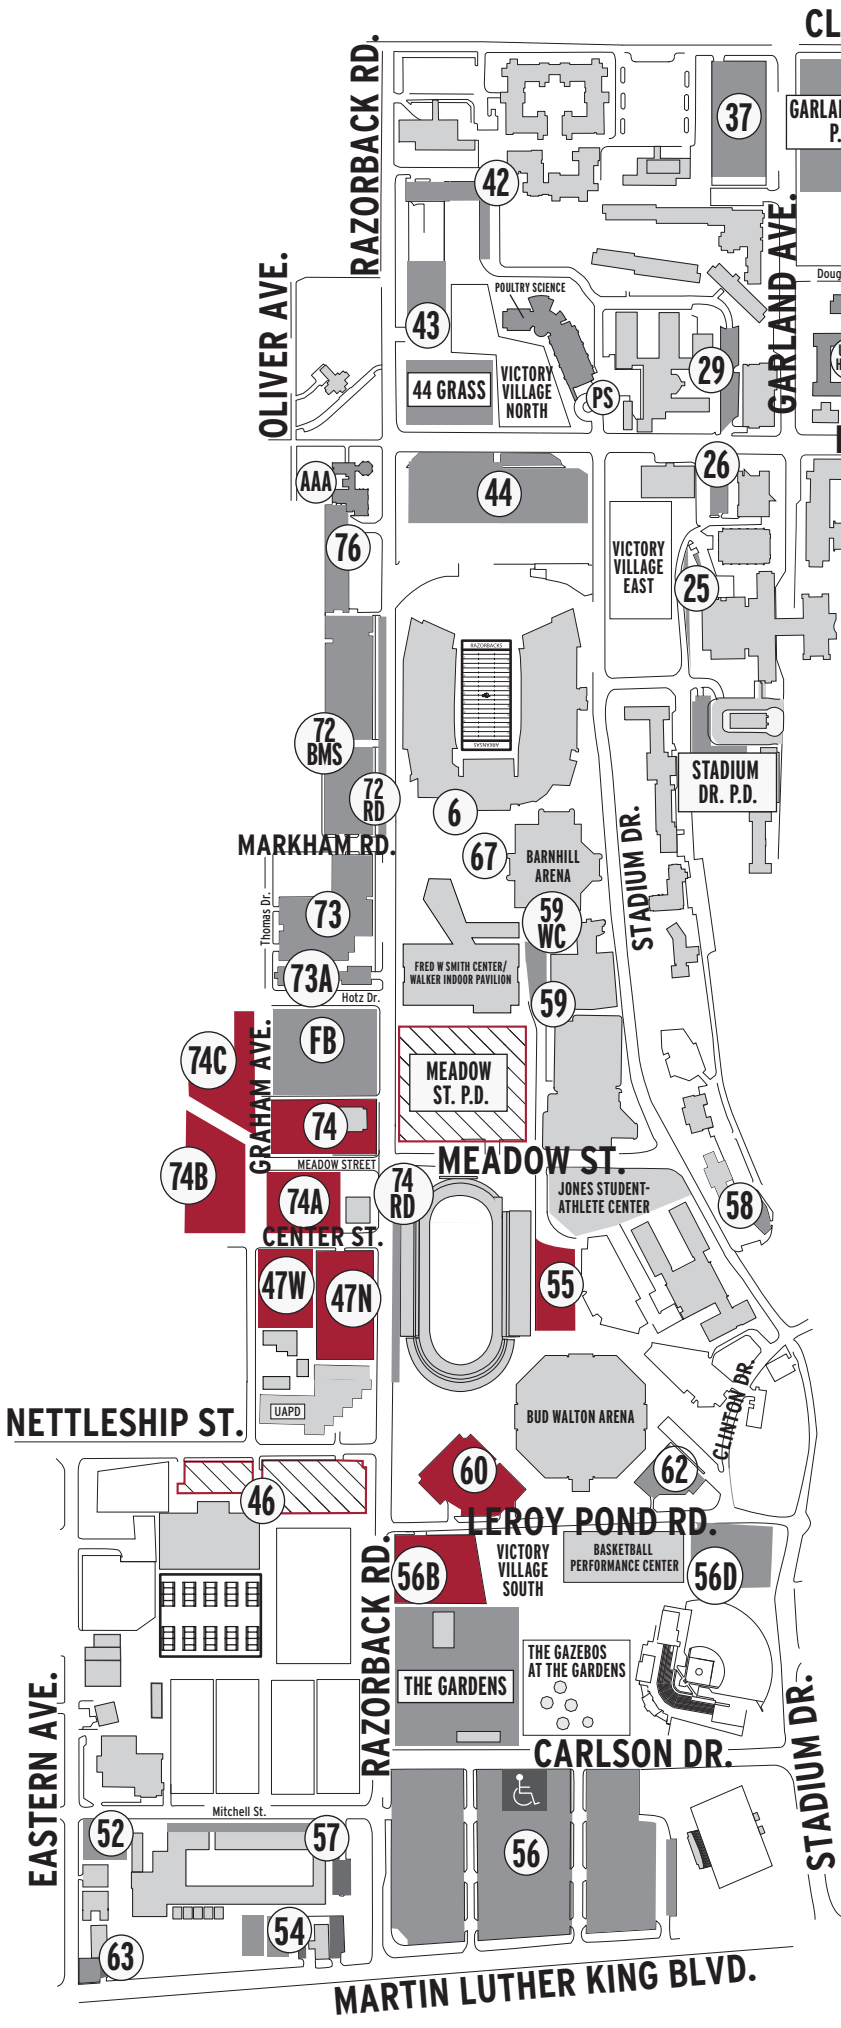 CL
RAZORBACK RD.
37
GARLAN
P.
42
GARLAND AVE.
OLIVER AVE.
Doug
POULTRY SCIENCE
43
29
44 GRASS
VICTORY
VILLAGE
NORTH
PS
26
AAA
44
76
VICTORY
VILLAGE
EAST
25
RAZORBACKS
ARKANSAS
72
BMS
STADIUM
DR. P.D.
72
RD
6
MARKHAM RD.
67
BARNHILL
ARENA
STADIUM DR.
Thomas Dr.
73
59
WC
FRED W SMITH CENTER/
WALKER INDOOR PAVILION
73A
Hotz Dr.
59
GRAHAM AVE.
FB
74C
MEADOW
ST. P.D.
74
MEADOW STREET
MEADOW ST.
74B
74A
74
RD
JONES STUDENT-
ATHLETE CENTER
58
CENTER ST.
47W
47N
55
CLINTON DR.
NETTLESHIP ST.
UAPD
BUD WALTON ARENA
60
62
46
LEROY POND RD.
RAZORBACK RD.
56B
VICTORY
VILLAGE
SOUTH
BASKETBALL
PERFORMANCE CENTER
56D
THE GARDENS
THE GAZEBOS
AT THE GARDENS
EASTERN AVE.
CARLSON DR.
STADIUM DR.
Mitchell St.
52
57
56
54
63
MARTIN LUTHER KING BLVD.